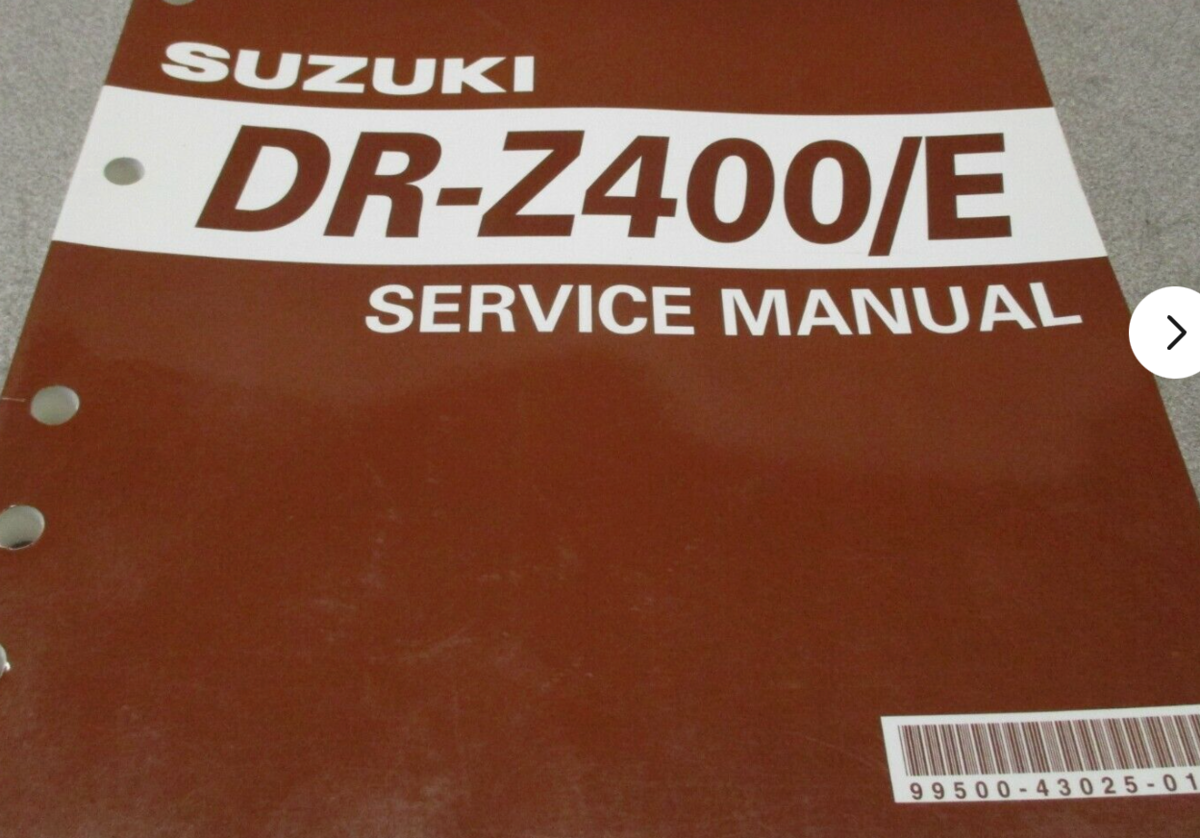 SUZUKI
DR-Z400/E
SERVICE MANUAL
99500-43025-01